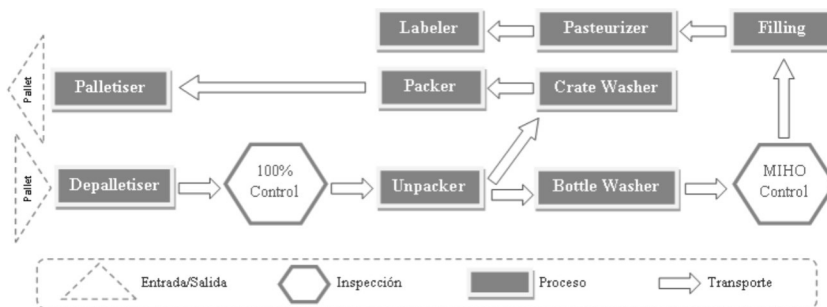 Labeler
Pasteurizer
Filling
Pallet
Palletiser
Packer
Crate Washer
Pallet
Depalletiser
100%
Control
Unpacker
Bottle Washer
MIHO
Control
Entrada/Salida
Inspección
Proceso
Transporte